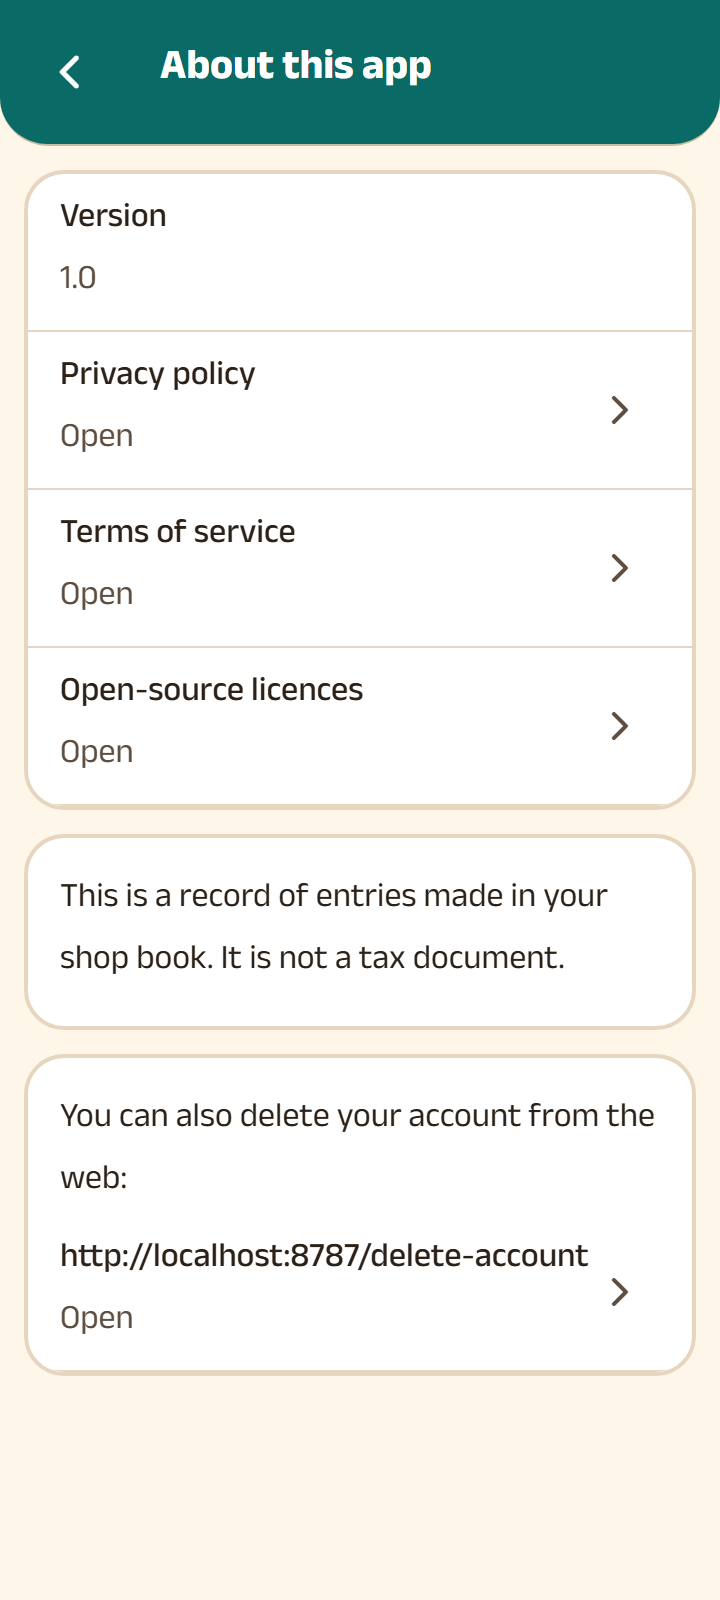 About this app
Version
1.0
Privacy policy
Open
Terms of service
Open
Open-source licences
Open
This is a record of entries made in your
shop book. It is not a tax document.
You can also delete your account from the
web:
http://localhost:8787/delete-account
Open